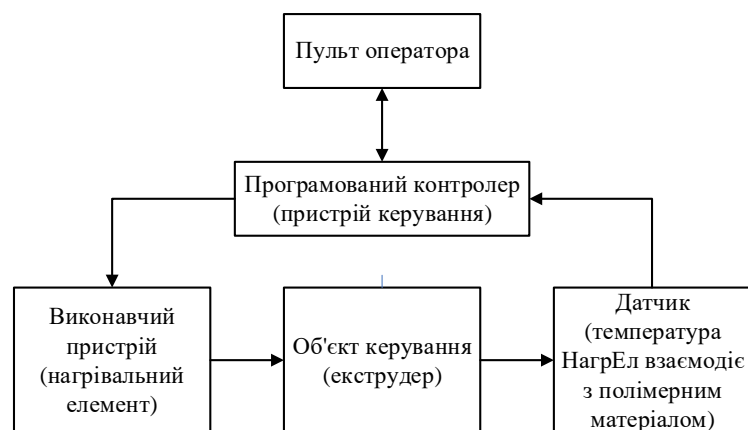 Пульт оператора
Програмований контролер
(пристрій керування)
Виконавчий
пристрій
(нагрівальний
елемент)
Об'єкт керування
(екструдер)
Датчик
(температура
НагрЕл взаємодіє
з полімерним
матеріалом)